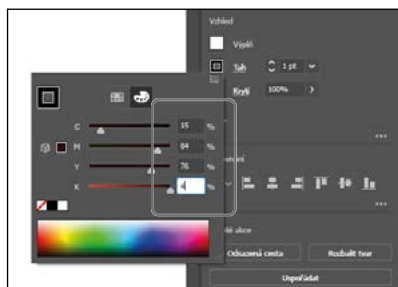 Vzhled
Výplň
Tah 1 pt
Krytí 100%
C 15 %
M 84 %
Y 76 %
K 4 %
Odsazená cesta Rozbalit tvar
Uspořádat